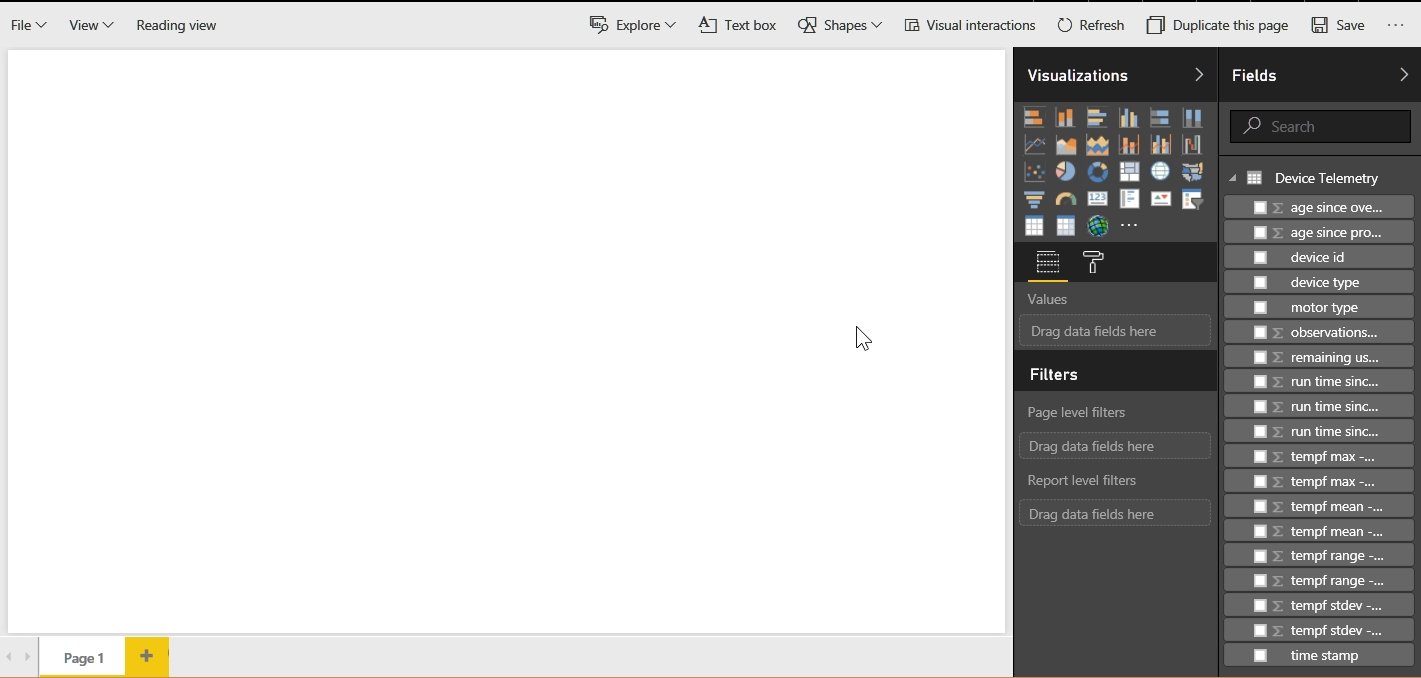 File View Reading view Explore Text box Shapes Visual interactions Refresh Duplicate this page Save ...
Visualizations
123
...
Values
Drag data fields here
Filters
Page level filters
Drag data fields here
Report level filters
Drag data fields here
Fields
Search
Device Telemetry
Σ age since ove...
Σ age since pro...
device id
device type
motor type
Σ observations...
Σ remaining us...
Σ run time sinc...
Σ run time sinc...
Σ run time sinc...
Σ tempf max -...
Σ tempf max -...
Σ tempf mean -...
Σ tempf mean -...
Σ tempf range -...
Σ tempf range -...
Σ tempf stdev -...
Σ tempf stdev -...
time stamp
Page 1 +